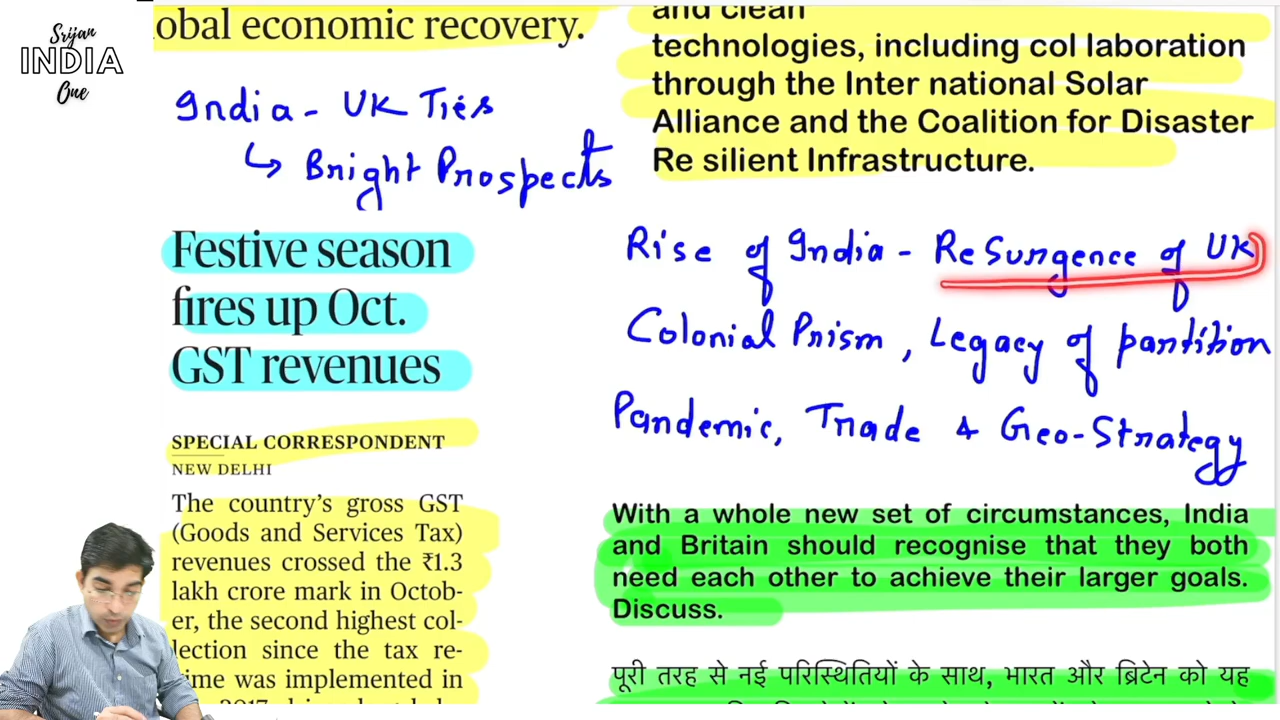 Srijan
INDIA
One
obal economic recovery.
India - UK Ties
↳ Bright Prospects
Festive season
fires up Oct.
GST revenues
SPECIAL CORRESPONDENT
NEW DELHI
The country's gross GST
(Goods and Services Tax)
revenues crossed the ₹1.3
lakh crore mark in Octob-
er, the second highest col-
lection since the tax re-
gime was implemented in
and clean
technologies, including col laboration
through the Inter national Solar
Alliance and the Coalition for Disaster
Re silient Infrastructure.
Rise of India - ReSurgence of UK
Colonial Prism, Legacy of partition
Pandemic, Trade & Geo-Strategy
With a whole new set of circumstances, India
and Britain should recognise that they both
need each other to achieve their larger goals.
Discuss.
पूरी तरह से नई परिस्थितियों के साथ, भारत और ब्रिटेन को यह